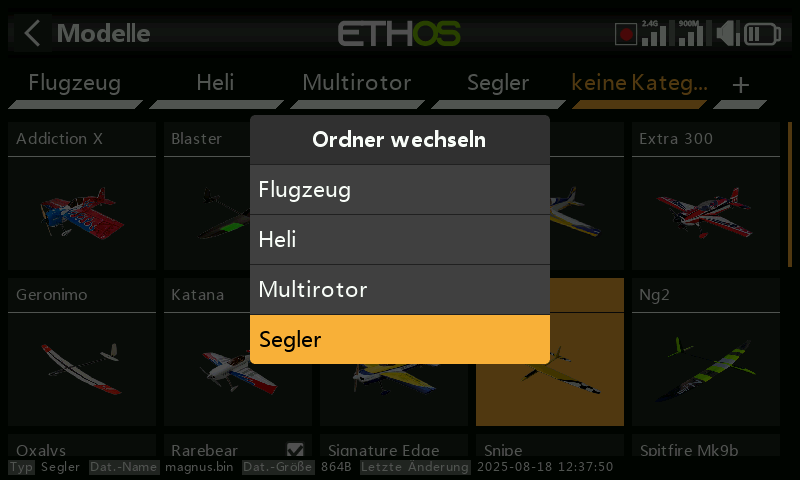 Modelle
ETHOS
2.4G
900M
Flugzeug
Heli
Multirotor
Segler
keine Kateg...
+
Addiction X
Blaster
Extra 300
Ordner wechseln
Flugzeug
Heli
Multirotor
Segler
Geronimo
Katana
Ng2
Oxalys
Rarebear
Signature Edge
Snipe
Spitfire Mk9b
Typ Segler Dat.-Name magnus.bin Dat.-Größe 864B Letzte Änderung 2025-08-18 12:37:50